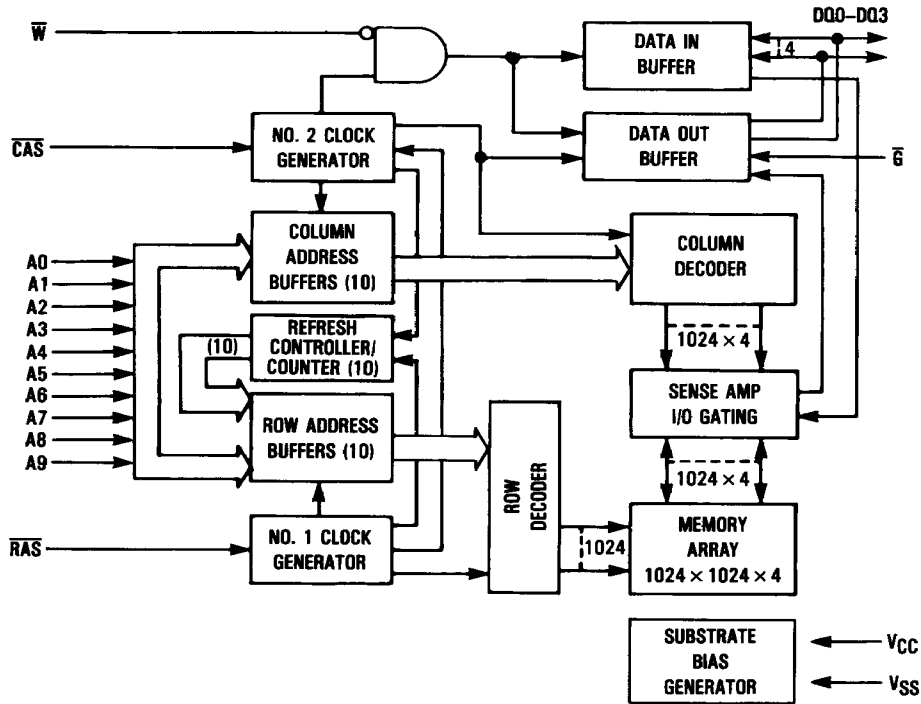 W̅
DATA IN
BUFFER
DQ0–DQ3
4
C̅A̅S̅
NO. 2 CLOCK
GENERATOR
DATA OUT
BUFFER
G̅
COLUMN
ADDRESS
BUFFERS (10)
COLUMN
DECODER
A0
A1
A2
A3
A4
A5
A6
A7
A8
A9
(10)
REFRESH
CONTROLLER/
COUNTER (10)
1024 × 4
SENSE AMP
I/O GATING
ROW ADDRESS
BUFFERS (10)
ROW
DECODER
1024 × 4
R̅A̅S̅
NO. 1 CLOCK
GENERATOR
1024
MEMORY
ARRAY
1024 × 1024 × 4
SUBSTRATE
BIAS
GENERATOR
VCC
VSS